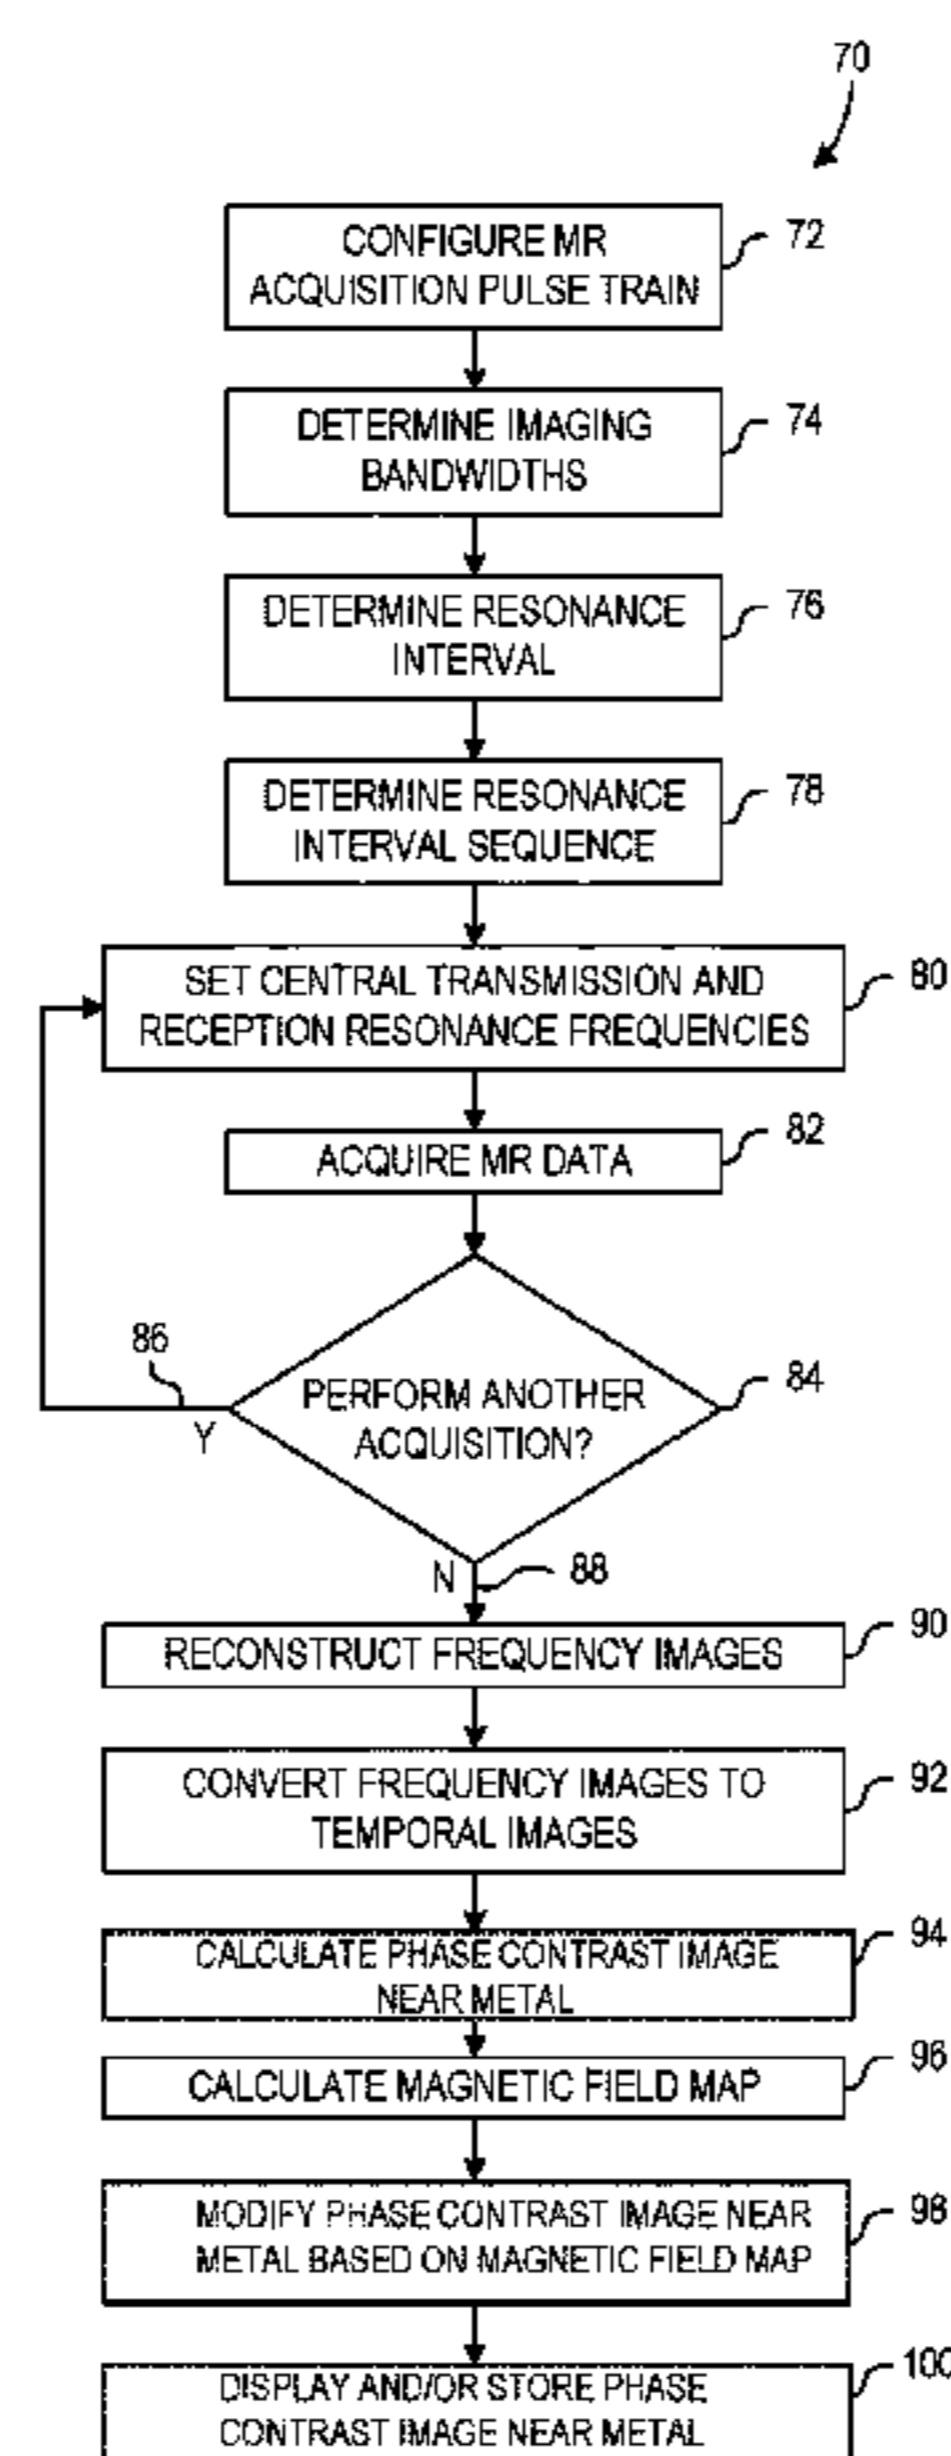 70
CONFIGURE MR
ACQUISITION PULSE TRAIN
72
DETERMINE IMAGING
BANDWIDTHS
74
DETERMINE RESONANCE
INTERVAL
76
DETERMINE RESONANCE
INTERVAL SEQUENCE
78
SET CENTRAL TRANSMISSION AND
RECEPTION RESONANCE FREQUENCIES
80
ACQUIRE MR DATA
82
PERFORM ANOTHER
ACQUISITION?
84
86
Y
N
88
RECONSTRUCT FREQUENCY IMAGES
90
CONVERT FREQUENCY IMAGES TO
TEMPORAL IMAGES
92
CALCULATE PHASE CONTRAST IMAGE
NEAR METAL
94
CALCULATE MAGNETIC FIELD MAP
96
MODIFY PHASE CONTRAST IMAGE NEAR
METAL BASED ON MAGNETIC FIELD MAP
98
DISPLAY AND/OR STORE PHASE
CONTRAST IMAGE NEAR METAL
100